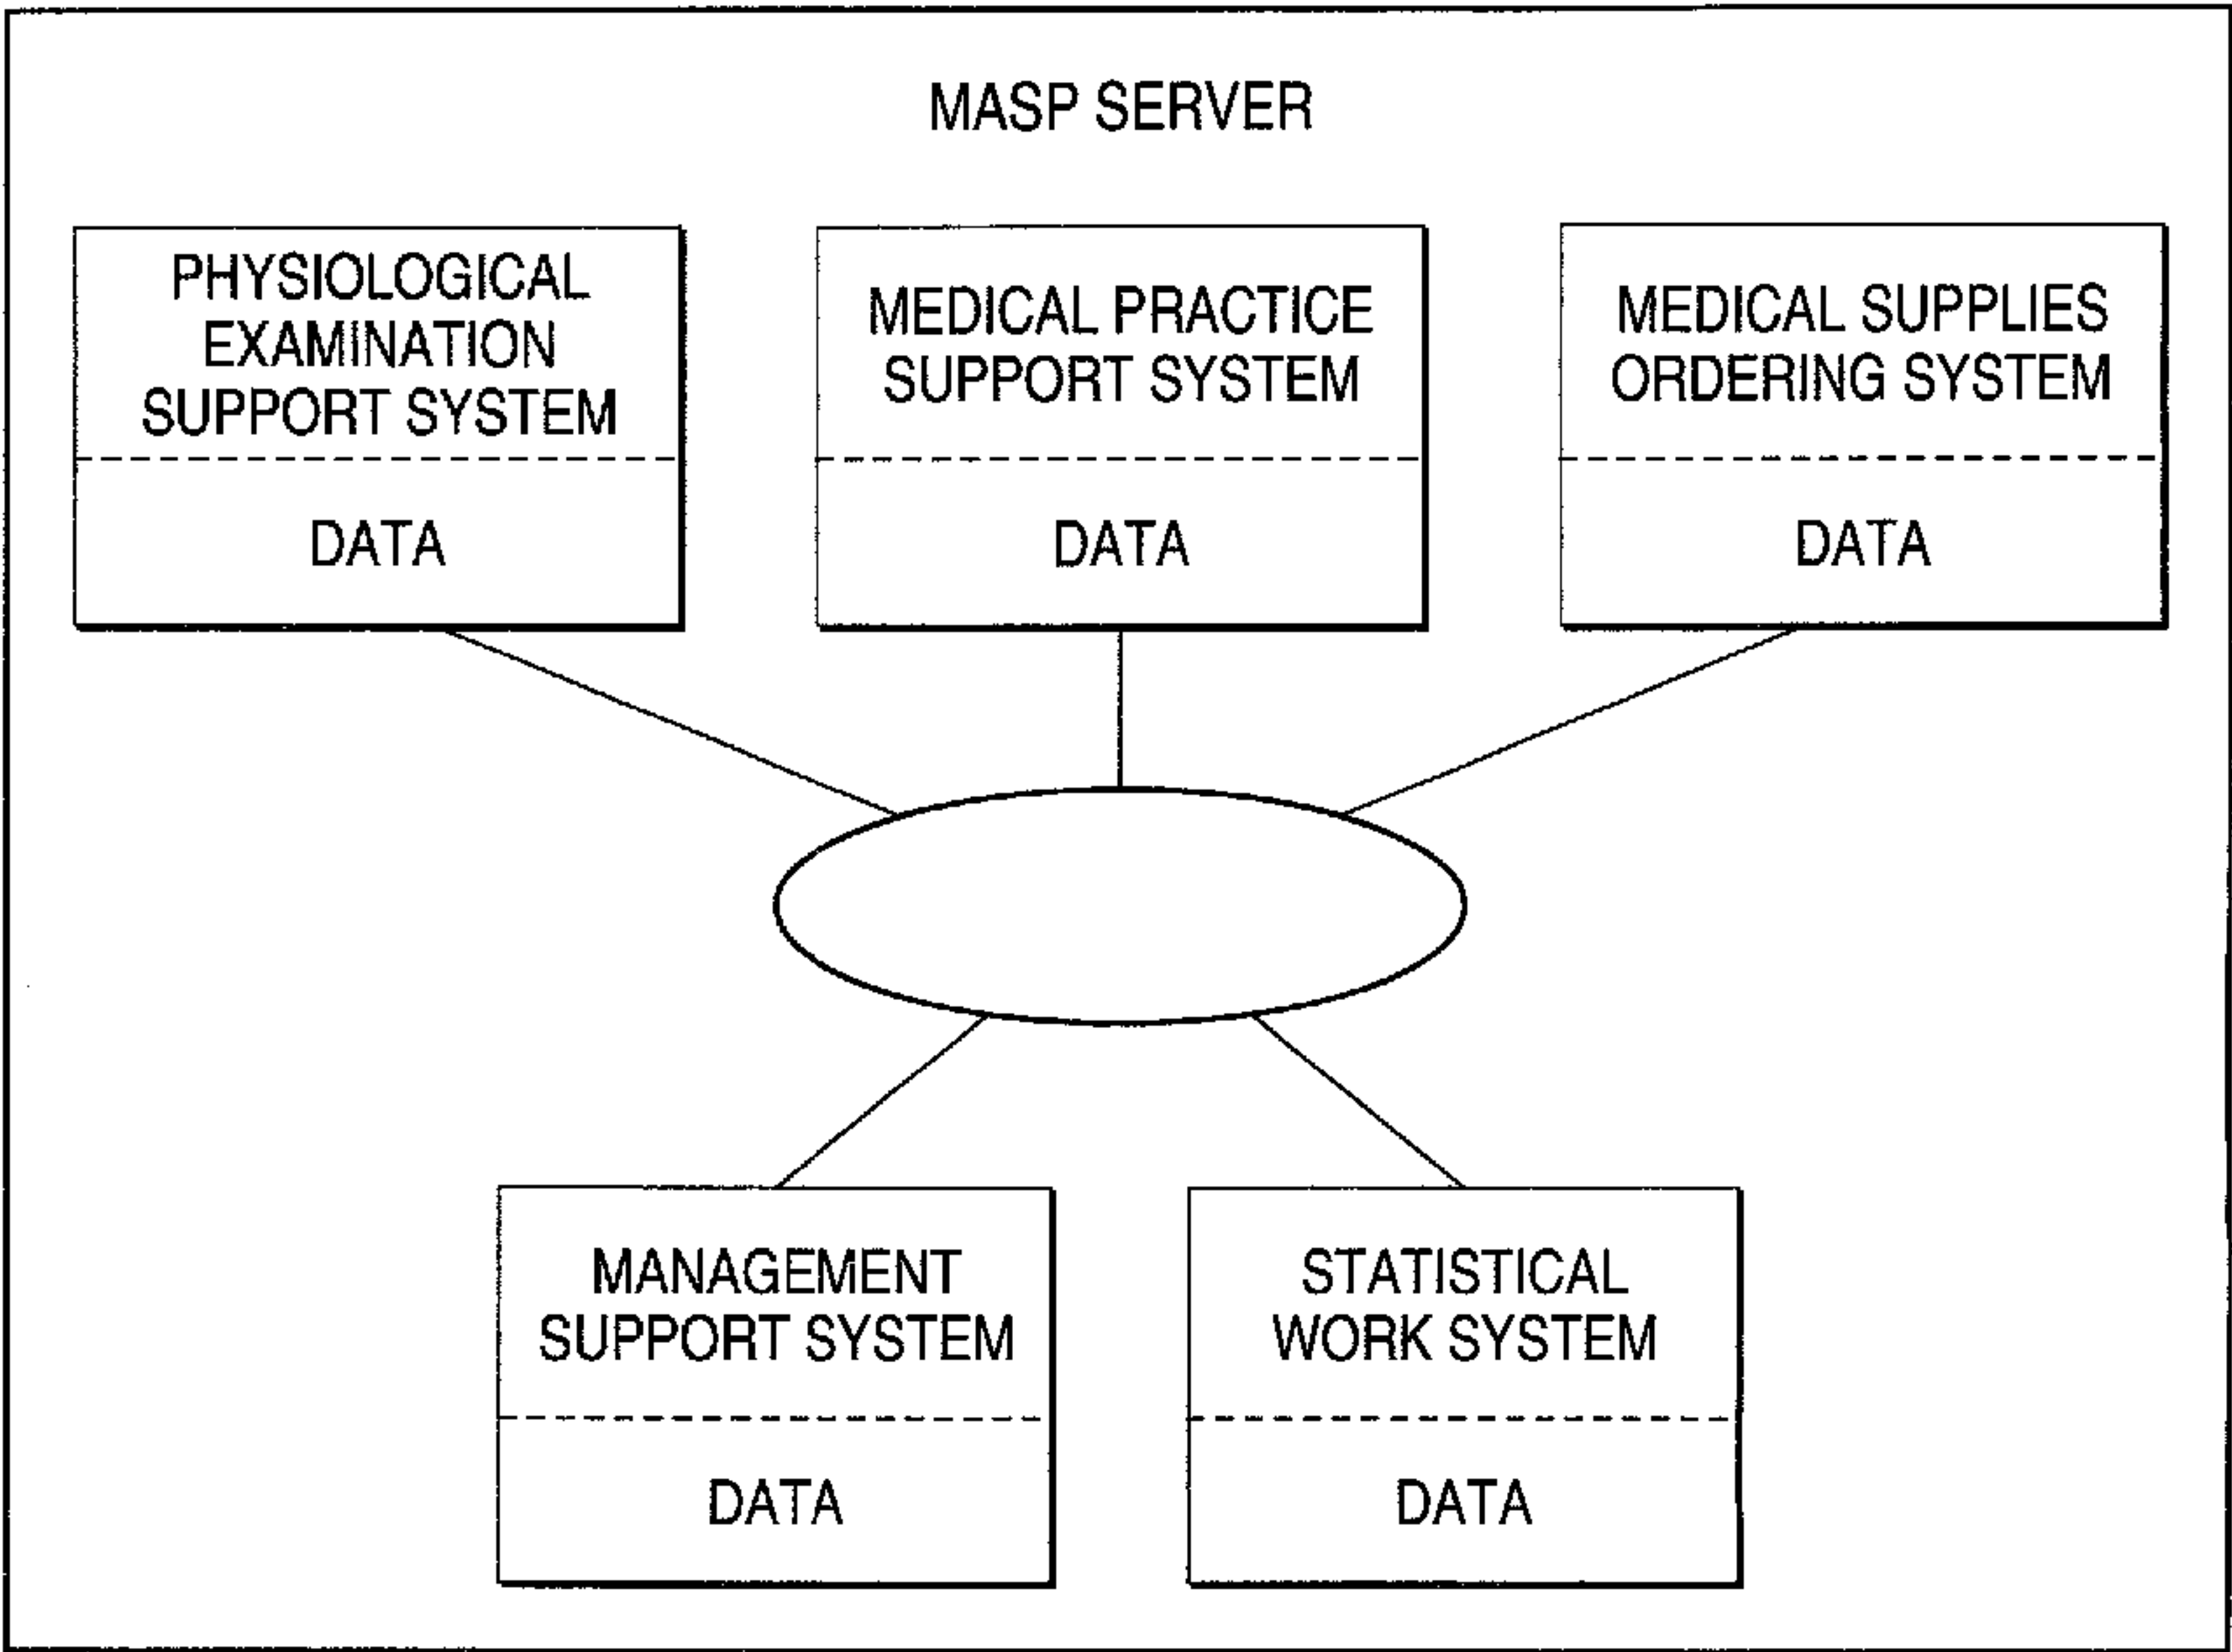 MASP SERVER
PHYSIOLOGICAL
EXAMINATION
SUPPORT SYSTEM
DATA
MEDICAL PRACTICE
SUPPORT SYSTEM
DATA
MEDICAL SUPPLIES
ORDERING SYSTEM
DATA
MANAGEMENT
SUPPORT SYSTEM
DATA
STATISTICAL
WORK SYSTEM
DATA